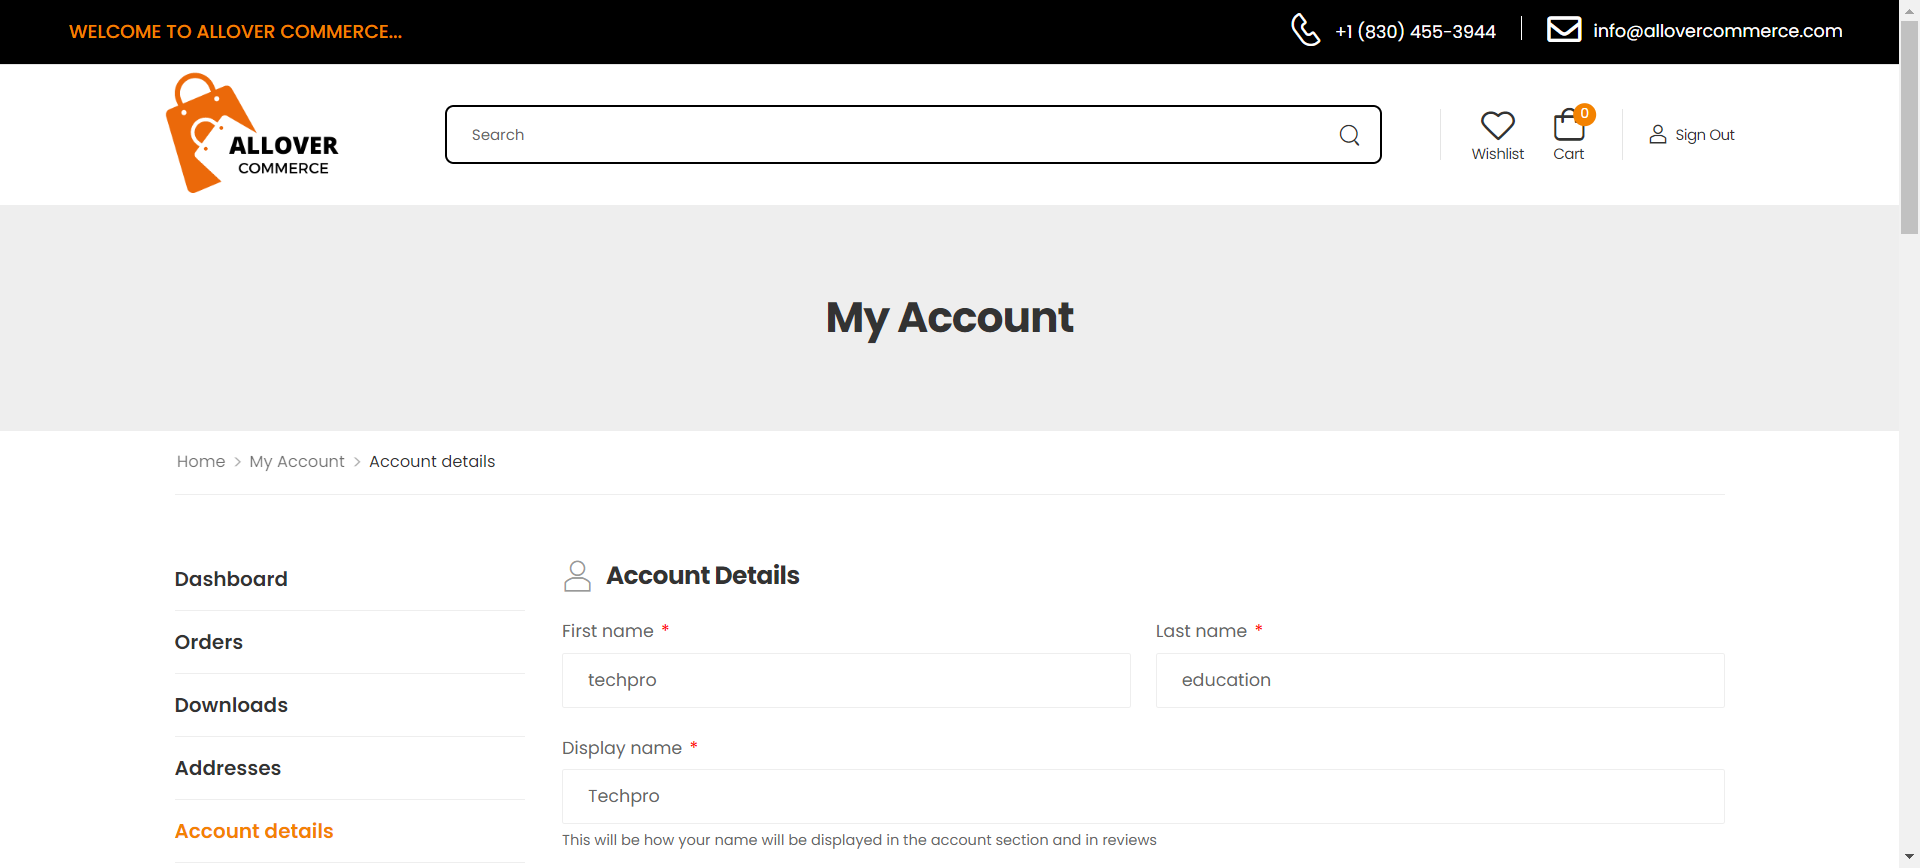 WELCOME TO ALLOVER COMMERCE...
+1 (830) 455-3944
info@allovercommerce.com
ALLOVER
COMMERCE
Search
Wishlist
0
Cart
Sign Out
My Account
Home > My Account > Account details
Dashboard
Orders
Downloads
Addresses
Account details
Account Details
First name *
Last name *
techpro
education
Display name *
Techpro
This will be how your name will be displayed in the account section and in reviews